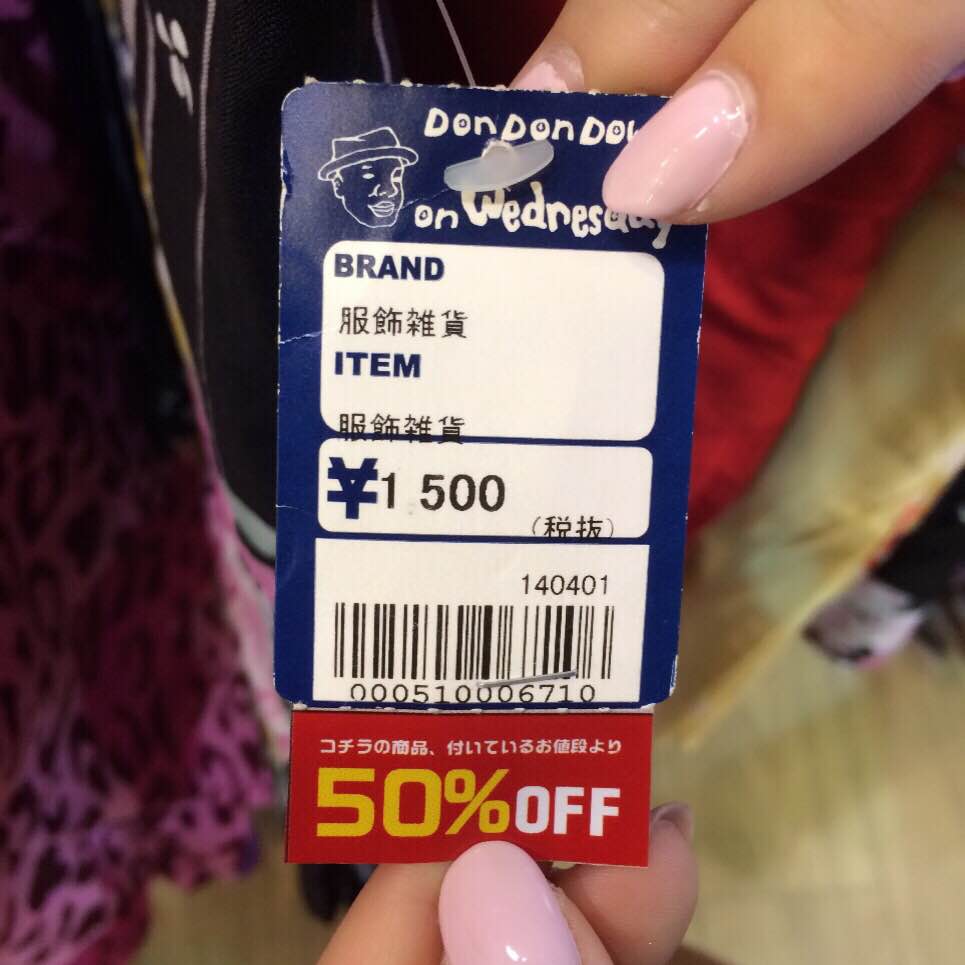 Don Don Dow
on Wednesday
BRAND
服飾雑貨
ITEM
服飾雑貨
¥1 500
(税抜)
140401
000510006710
コチラの商品、付いているお値段より
50%OFF